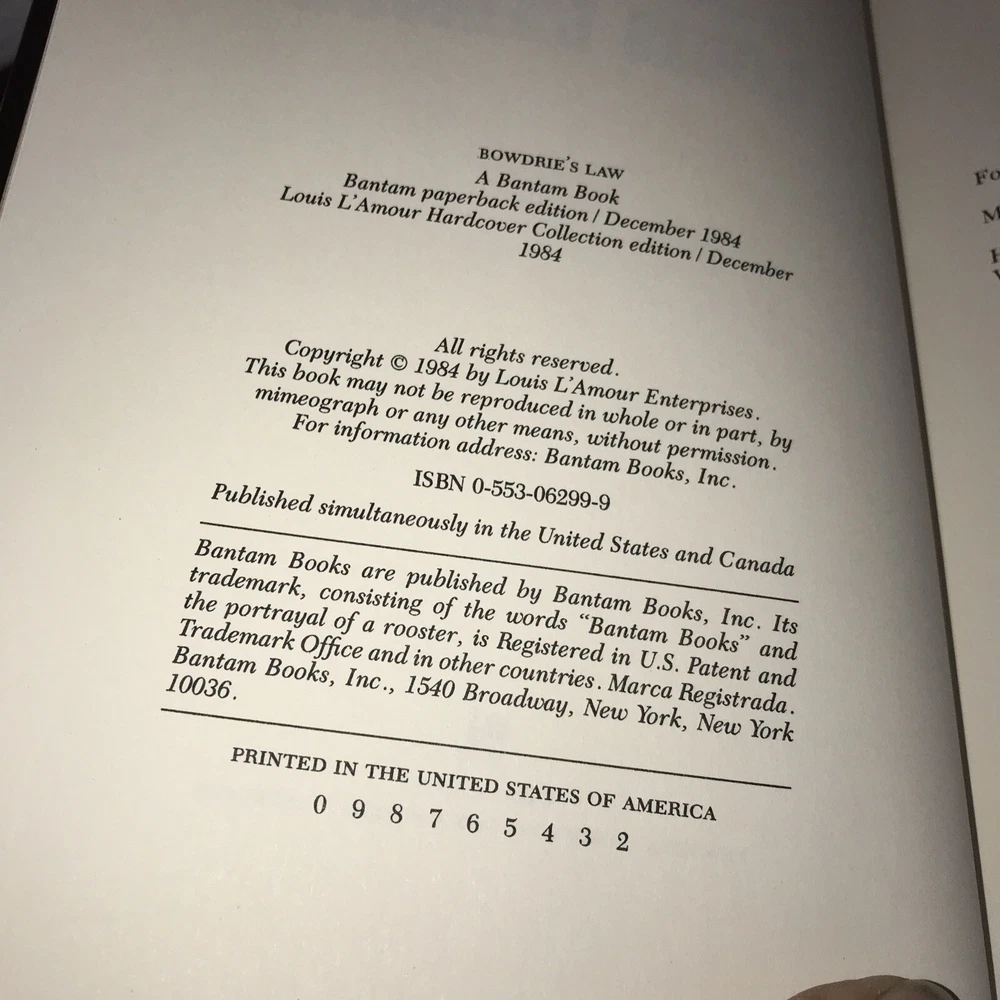 BOWDRIE'S LAW
A Bantam Book
Bantam paperback edition / December 1984
Louis L'Amour Hardcover Collection edition / December
1984
All rights reserved.
Copyright © 1984 by Louis L'Amour Enterprises.
This book may not be reproduced in whole or in part, by
mimeograph or any other means, without permission.
For information address: Bantam Books, Inc.
ISBN 0-553-06299-9
Published simultaneously in the United States and Canada
Bantam Books are published by Bantam Books, Inc. Its
trademark, consisting of the words “Bantam Books” and
the portrayal of a rooster, is Registered in U.S. Patent and
Trademark Office and in other countries. Marca Registrada.
Bantam Books, Inc., 1540 Broadway, New York, New York
10036.
PRINTED IN THE UNITED STATES OF AMERICA
0 9 8 7 6 5 4 3 2